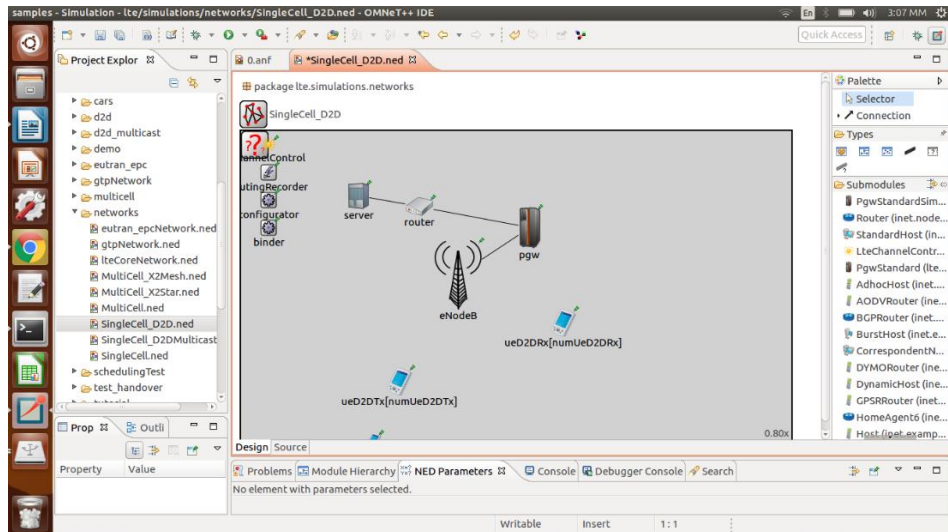 samples - Simulation - lte/simulations/networks/SingleCell_D2D.ned - OMNeT++ IDE
En
3:07 MM
Quick Access
Project Explor
cars
d2d
d2d_multicast
demo
eutran_epc
gtpNetwork
multicell
networks
eutran_epcNetwork.ned
gtpNetwork.ned
lteCoreNetwork.ned
MultiCell_X2Mesh.ned
MultiCell_X2Star.ned
MultiCell.ned
SingleCell_D2D.ned
SingleCell_D2DMulticast
SingleCell.ned
schedulingTest
test_handover
Prop
Outli
Property Value
0.anf
*SingleCell_D2D.ned
package lte.simulations.networks
SingleCell_D2D
annelControl
utingRecorder
configurator
binder
server
router
pgw
eNodeB
ueD2DRx[numUeD2DRx]
ueD2DTx[numUeD2DTx]
0.80x
Design Source
Palette
Selector
Connection
Types
Submodules
PgwStandardSim...
Router (inet.node...
StandardHost (in...
LteChannelContr...
PgwStandard (lte...
AdhocHost (inet....
AODVRouter (ine...
BGPRouter (inet....
BurstHost (inet.e...
CorrespondentN...
DYMORouter (ine...
DynamicHost (ine...
GPSRRouter (inet...
HomeAgent6 (ine...
Host (inet.examp...
Problems Module Hierarchy NED Parameters Console Debugger Console Search
No element with parameters selected.
Writable Insert 1 : 1